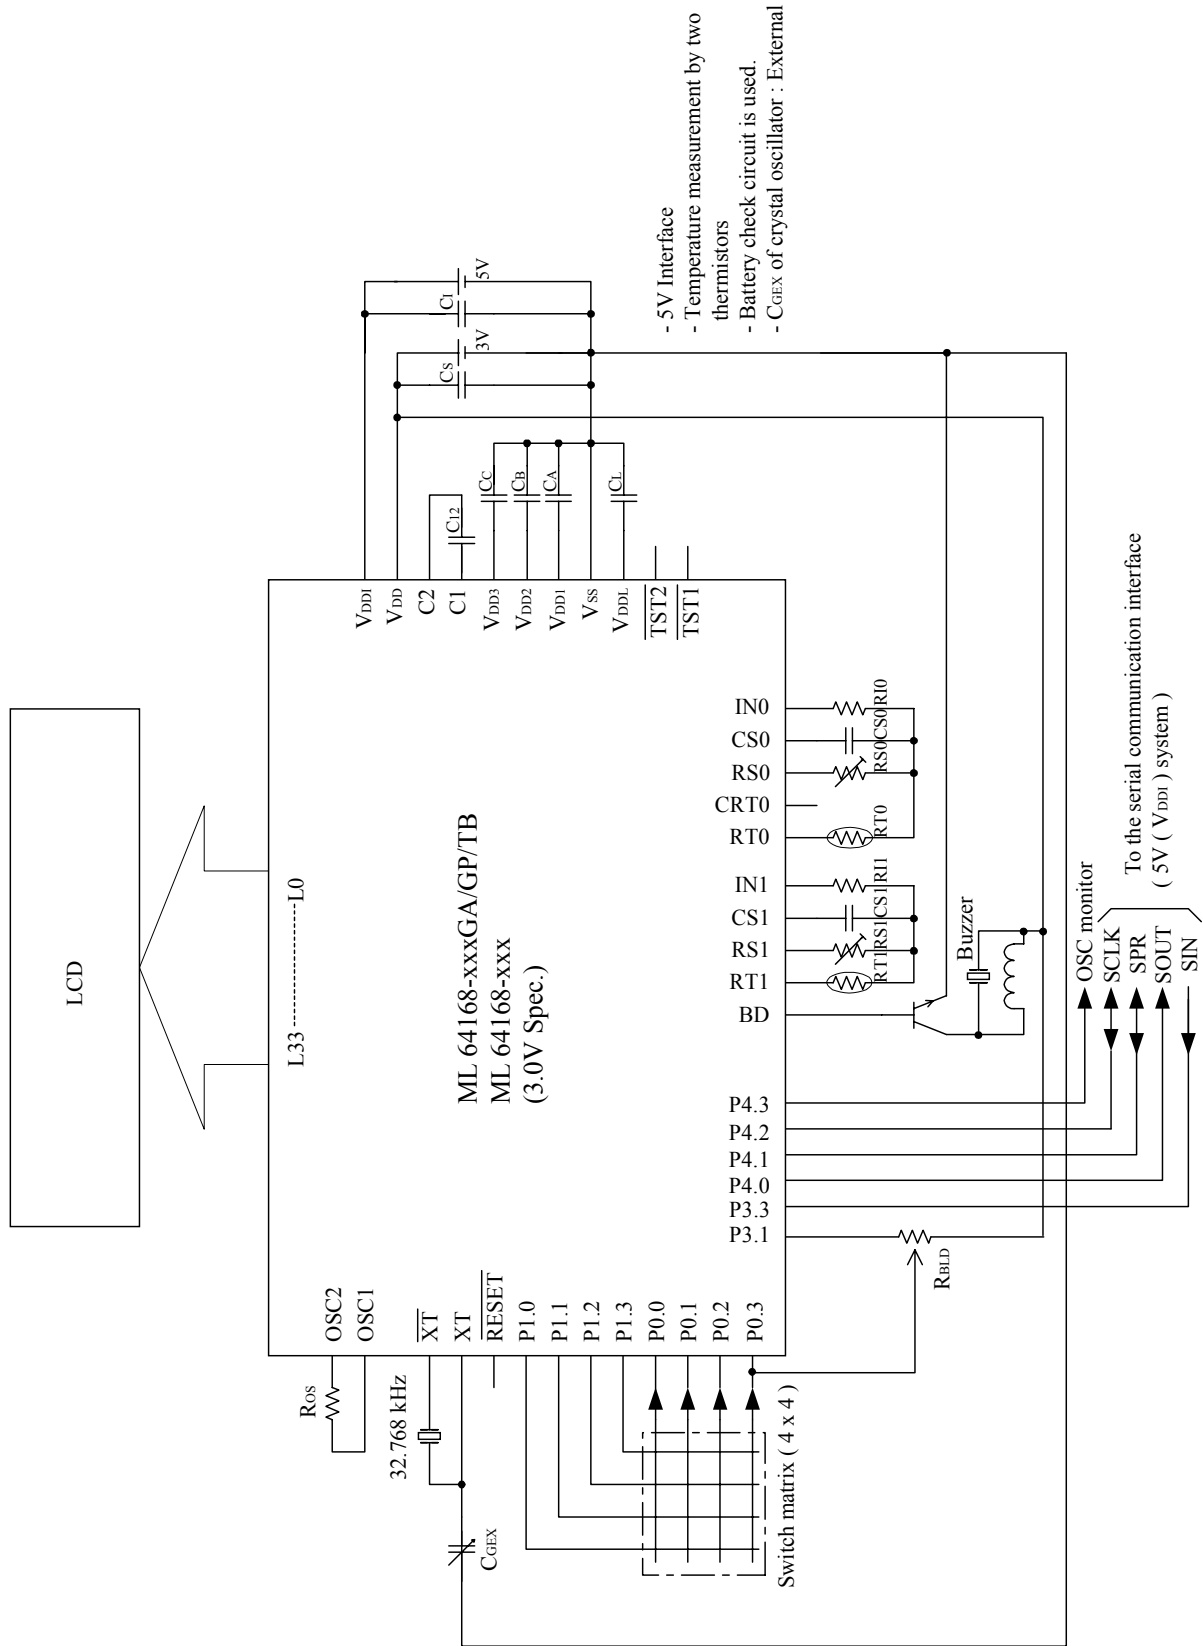 LCD
L33 ------------ L0
ML 64168-xxxGA/GP/TB
ML 64168-xxx
(3.0V Spec.)
OSC2
OSC1
XT
XT
RESET
P1.0
P1.1
P1.2
P1.3
P0.0
P0.1
P0.2
P0.3
ROS
32.768 kHz
CGEX
Switch matrix ( 4 x 4 )
VDDI
VDD
C2
C1
VDD3
VDD2
VDD1
VSS
VDDL
TST2
TST1
C12
CC
CB
CA
CL
CS
3V
CI
5V
IN0
CS0
RS0
CRT0
RT0
IN1
CS1
RS1
RT1
BD
P4.3
P4.2
P4.1
P4.0
P3.3
P3.1
RI0
CS0
RS0
RT0
RI1
CS1
RS1
RT1
Buzzer
RBLD
OSC monitor
SCLK
SPR
SOUT
SIN
To the serial communication interface
( 5V ( VDDI ) system )
- 5V Interface
- Temperature measurement by two
thermistors
- Battery check circuit is used.
- CGEX of crystal oscillator : External